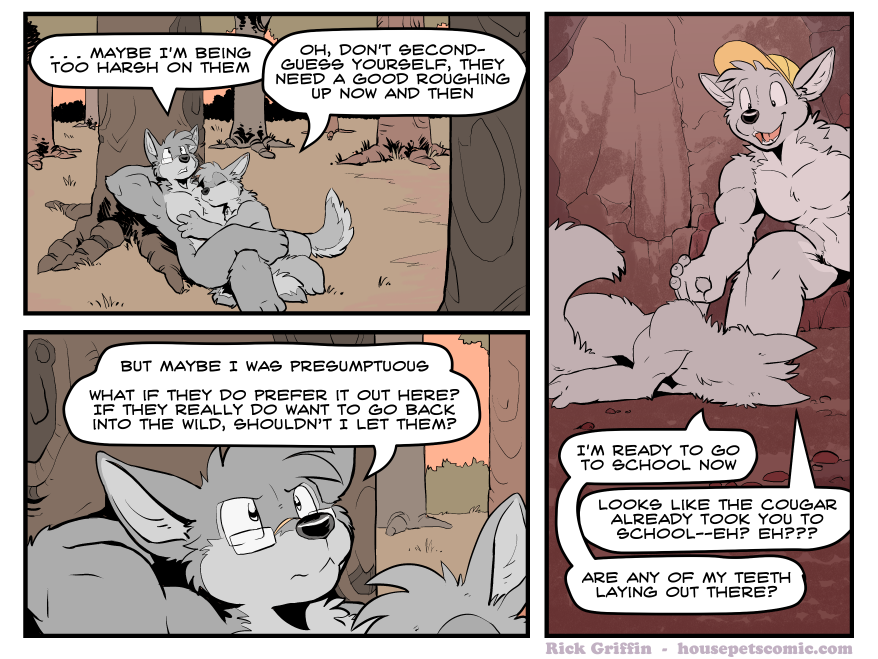 . . . MAYBE I'M BEING
TOO HARSH ON THEM
OH, DON'T SECOND-
GUESS YOURSELF, THEY
NEED A GOOD ROUGHING
UP NOW AND THEN
BUT MAYBE I WAS PRESUMPTUOUS
WHAT IF THEY DO PREFER IT OUT HERE?
IF THEY REALLY DO WANT TO GO BACK
INTO THE WILD, SHOULDN'T I LET THEM?
I'M READY TO GO
TO SCHOOL NOW
LOOKS LIKE THE COUGAR
ALREADY TOOK YOU TO
SCHOOL--EH? EH???
ARE ANY OF MY TEETH
LAYING OUT THERE?
Rick Griffin - housepetscomic.com